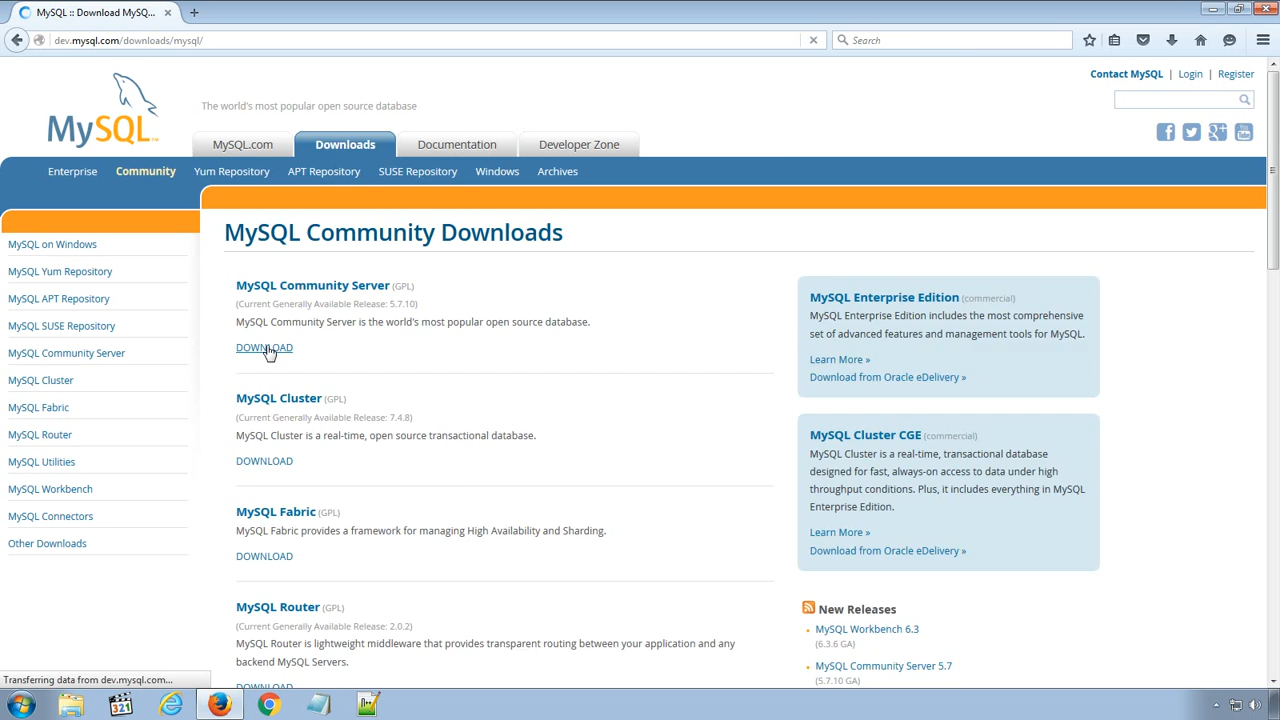 MySQL :: Download MySQ...
dev.mysql.com/downloads/mysql/
Search
Contact MySQL | Login | Register
MySQL™
The world's most popular open source database
MySQL.com
Downloads
Documentation
Developer Zone
Enterprise
Community
Yum Repository
APT Repository
SUSE Repository
Windows
Archives
MySQL on Windows
MySQL Yum Repository
MySQL APT Repository
MySQL SUSE Repository
MySQL Community Server
MySQL Cluster
MySQL Fabric
MySQL Router
MySQL Utilities
MySQL Workbench
MySQL Connectors
Other Downloads
MySQL Community Downloads
MySQL Community Server (GPL)
(Current Generally Available Release: 5.7.10)
MySQL Community Server is the world's most popular open source database.
DOWNLOAD
MySQL Cluster (GPL)
(Current Generally Available Release: 7.4.8)
MySQL Cluster is a real-time, open source transactional database.
DOWNLOAD
MySQL Fabric (GPL)
MySQL Fabric provides a framework for managing High Availability and Sharding.
DOWNLOAD
MySQL Router (GPL)
(Current Generally Available Release: 2.0.2)
MySQL Router is lightweight middleware that provides transparent routing between your application and any
backend MySQL Servers.
DOWNLOAD
MySQL Enterprise Edition (commercial)
MySQL Enterprise Edition includes the most comprehensive
set of advanced features and management tools for MySQL.
Learn More »
Download from Oracle eDelivery »
MySQL Cluster CGE (commercial)
MySQL Cluster is a real-time, transactional database
designed for fast, always-on access to data under high
throughput conditions. Plus, it includes everything in MySQL
Enterprise Edition.
Learn More »
Download from Oracle eDelivery »
New Releases
MySQL Workbench 6.3
(6.3.6 GA)
MySQL Community Server 5.7
(5.7.10 GA)
Transferring data from dev.mysql.com...
321